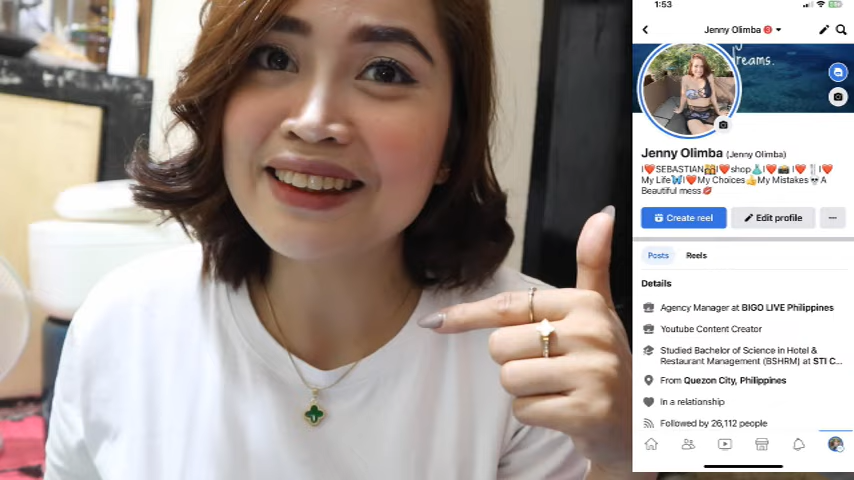 1:53
Jenny Olimba 3
dreams.
Jenny Olimba (Jenny Olimba)
I❤️SEBASTIAN👪I❤️shop👗I❤️📸I❤️🍴I❤️
My Life🦋I❤️My Choices👍My Mistakes💀A
Beautiful mess💋
Create reel
Edit profile
Posts
Reels
Details
Agency Manager at BIGO LIVE Philippines
Youtube Content Creator
Studied Bachelor of Science in Hotel &
Restaurant Management (BSHRM) at STI C...
From Quezon City, Philippines
In a relationship
Followed by 26,112 people